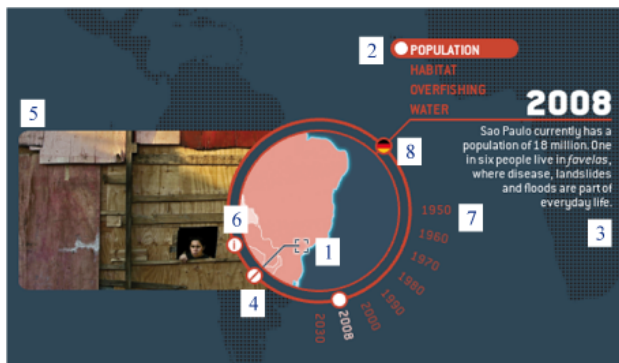 2
POPULATION
HABITAT
OVERFISHING
WATER
2008
5
Sao Paulo currently has a
population of 18 million. One
in six people live in favelas,
where disease, landslides
and floods are part of
everyday life.
8
6
1
7
3
4
1950
1960
1970
1980
1990
2000
2008
2030
i